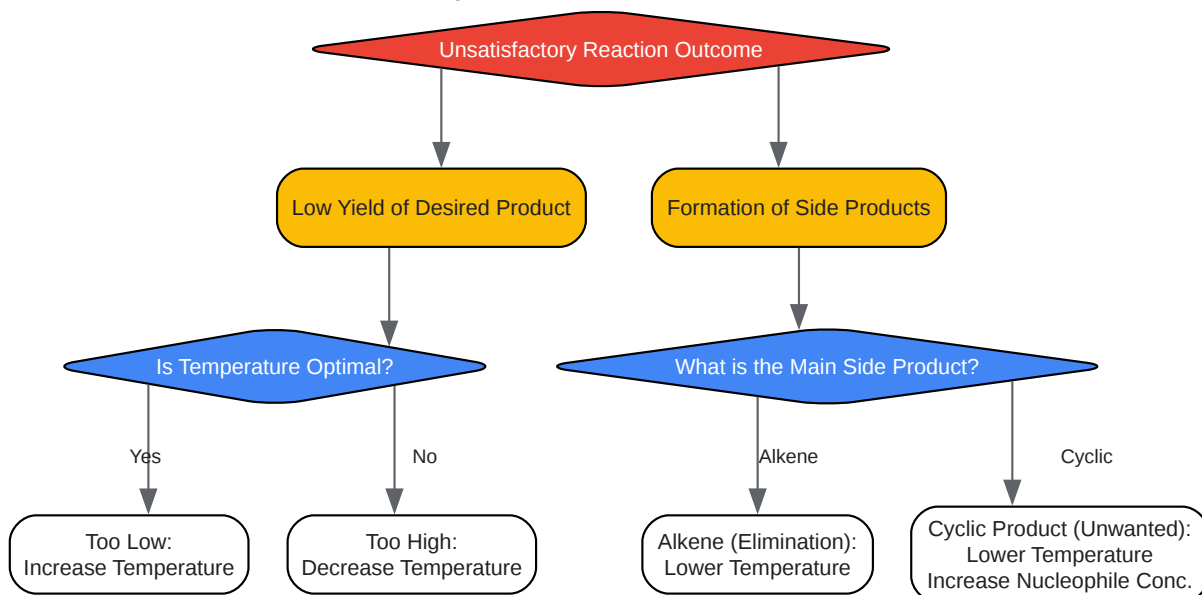 Unsatisfactory Reaction Outcome
Low Yield of Desired Product
Formation of Side Products
Is Temperature Optimal?
What is the Main Side Product?
Yes
No
Alkene
Cyclic
Too Low:
Increase Temperature
Too High:
Decrease Temperature
Alkene (Elimination):
Lower Temperature
Cyclic Product (Unwanted):
Lower Temperature
Increase Nucleophile Conc.